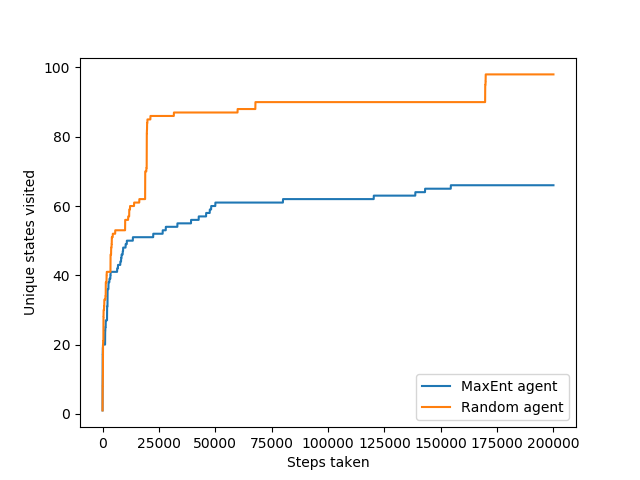 100
80
60
40
20
0
Unique states visited
0 25000 50000 75000 100000 125000 150000 175000 200000
Steps taken
MaxEnt agent
Random agent